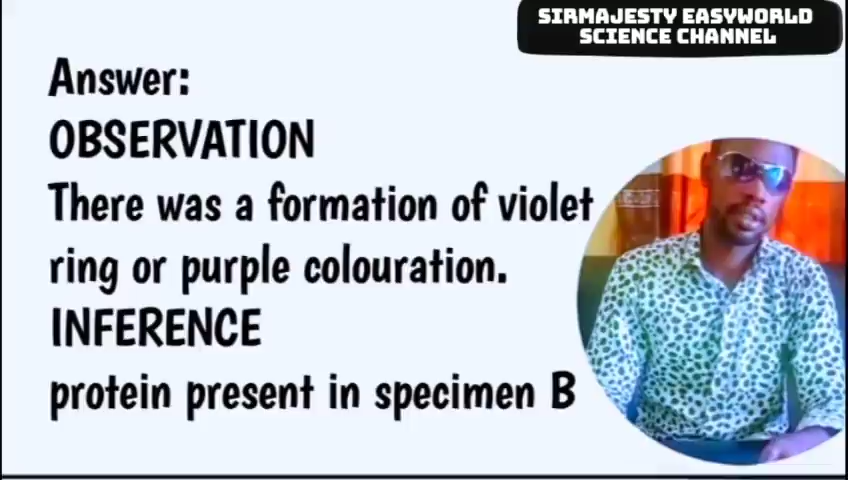 SIRMAJESTY EASYWORLD
SCIENCE CHANNEL
Answer:
OBSERVATION
There was a formation of violet
ring or purple colouration.
INFERENCE
protein present in specimen B